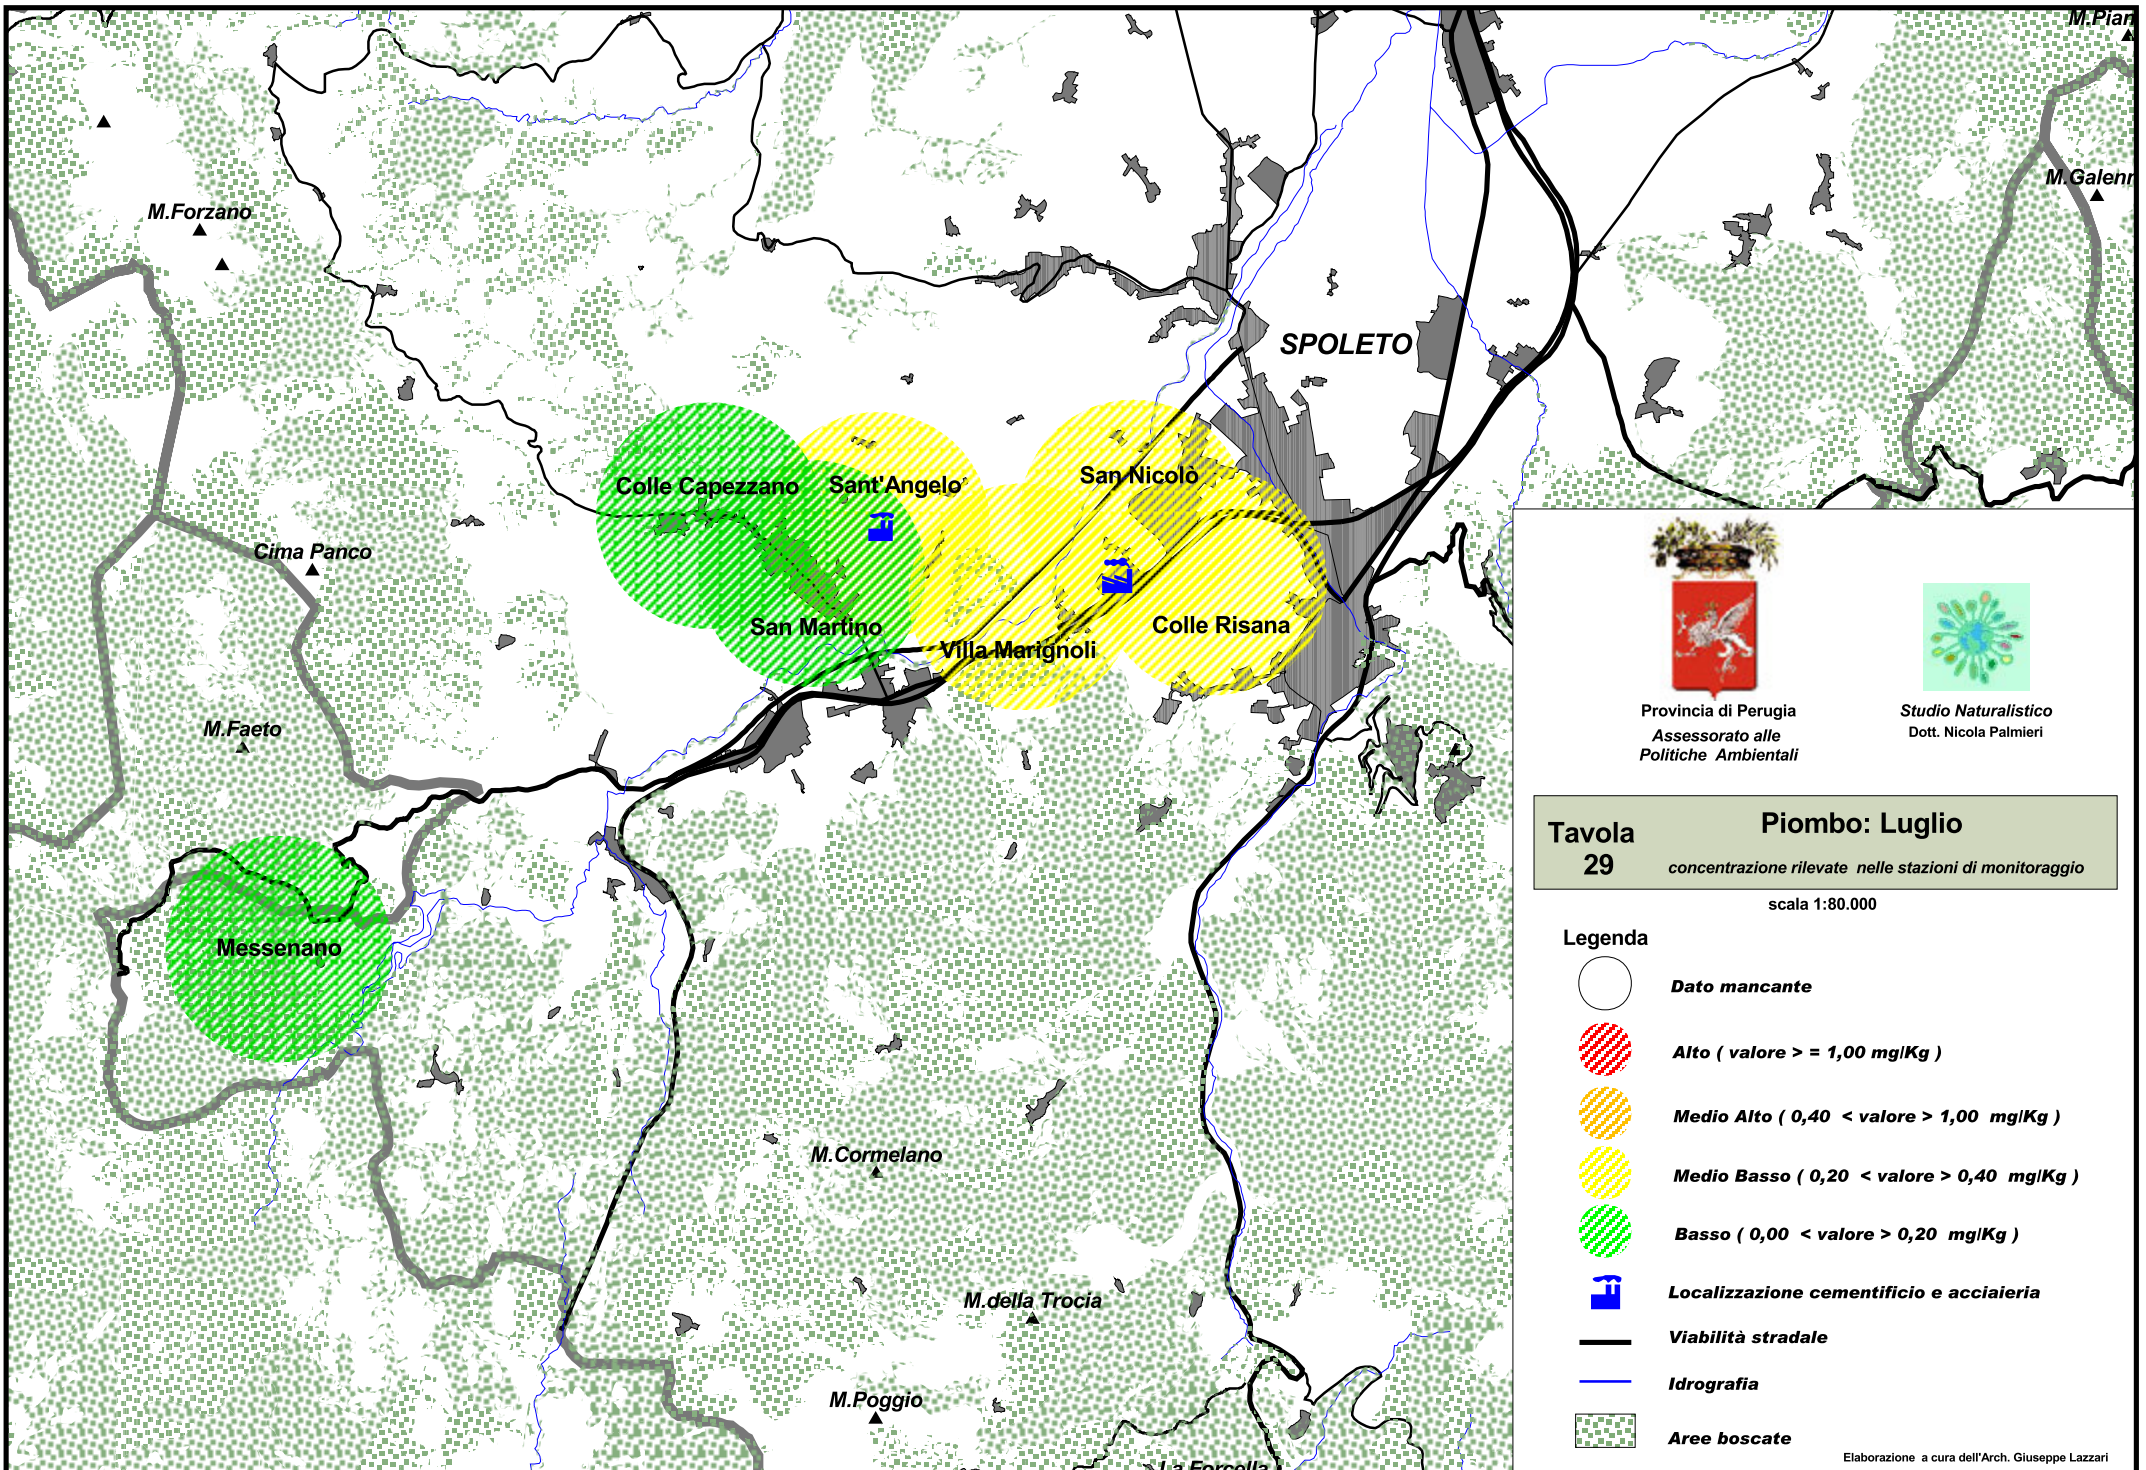 M.Pian
M.Galenn
M.Forzano
SPOLETO
Colle Capezzano
Sant'Angelo
San Nicolò
Cima Panco
San Martino
Villa Marignoli
Colle Risana
M.Faeto
Messenano
M.Cormelano
M.della Trocia
M.Poggio
La Forcella
Provincia di Perugia
Assessorato alle
Politiche Ambientali
Studio Naturalistico
Dott. Nicola Palmieri
Tavola
29
Piombo: Luglio
concentrazione rilevate nelle stazioni di monitoraggio
scala 1:80.000
Legenda
Dato mancante
Alto ( valore > = 1,00 mg/Kg )
Medio Alto ( 0,40 < valore > 1,00 mg/Kg )
Medio Basso ( 0,20 < valore > 0,40 mg/Kg )
Basso ( 0,00 < valore > 0,20 mg/Kg )
Localizzazione cementificio e acciaieria
Viabilità stradale
Idrografia
Aree boscate
Elaborazione a cura dell'Arch. Giuseppe Lazzari